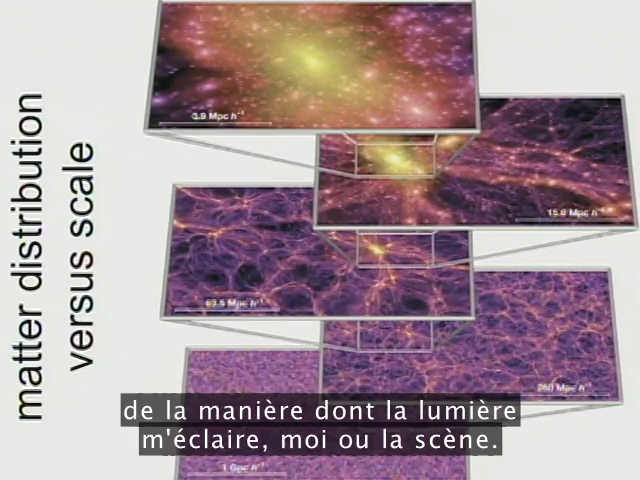 matter distribution
versus scale
3.9 Mpc h⁻¹
15.6 Mpc h⁻¹
62.5 Mpc h⁻¹
250 Mpc h⁻¹
de la manière dont la lumière
m'éclaire, moi ou la scène.
1 Gpc h⁻¹